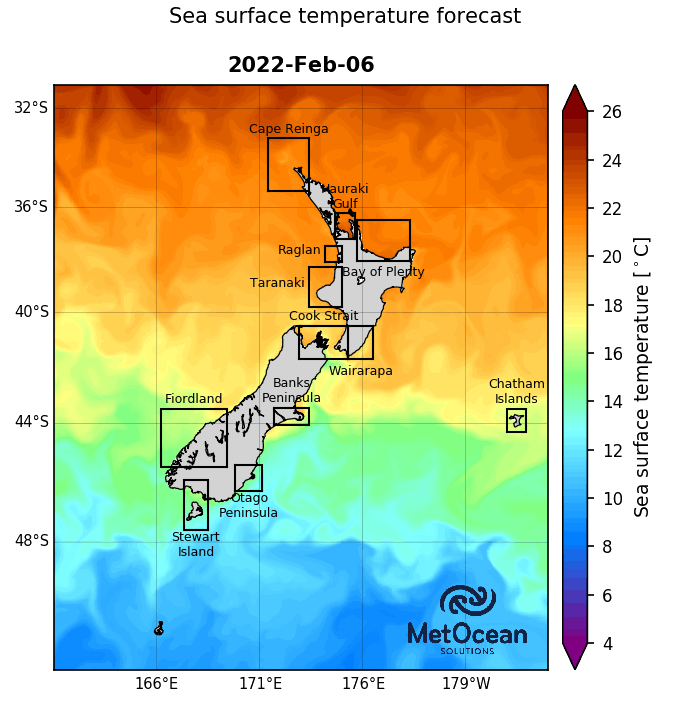 Sea surface temperature forecast
2022-Feb-06
32°S
36°S
40°S
44°S
48°S
166°E
171°E
176°E
179°W
Cape Reinga
Hauraki
Gulf
Raglan
Bay of Plenty
Taranaki
Cook Strait
Wairarapa
Banks
Peninsula
Fiordland
Chatham
Islands
Otago
Peninsula
Stewart
Island
MetOcean
SOLUTIONS
26
24
22
20
18
16
14
12
10
8
6
4
Sea surface temperature [°C]